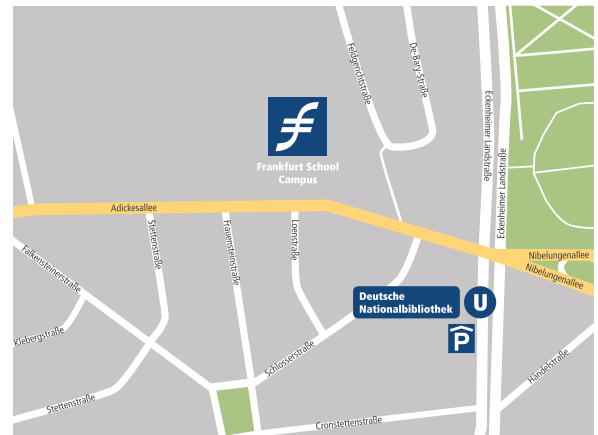 Feldgerichtstraße
De-Bary-Straße
Eckenheimer Landstraße
Eckenheimer Landstraße
Frankfurt School
Campus
Adickesallee
Stettenstraße
Frauensteinstraße
Loenstraße
Falkensteinerstraße
Nibelungenallee
Nibelungenallee
Deutsche
Nationalbibliothek
U
P
Klebergstraße
Schlosserstraße
Händelstraße
Stettenstraße
Cronstettenstraße